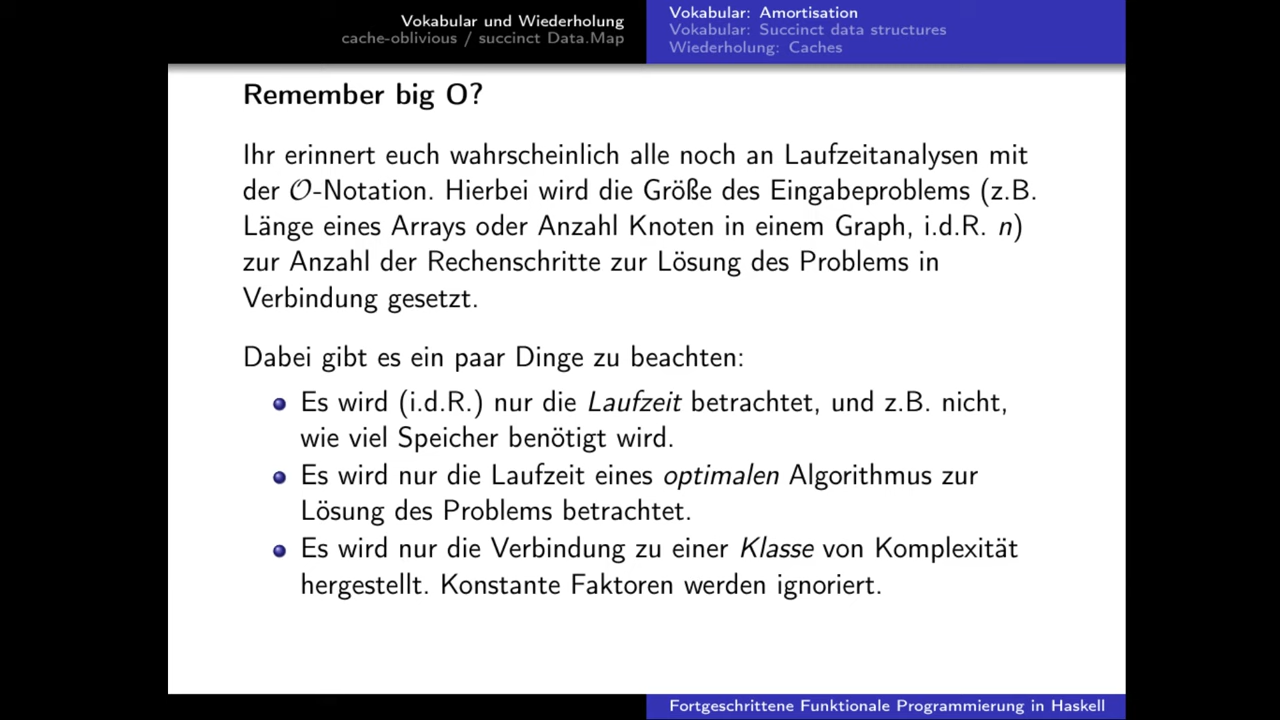 Vokabular und Wiederholung
cache-oblivious / succinct Data.Map
Vokabular: Amortisation
Vokabular: Succinct data structures
Wiederholung: Caches
Remember big O?
Ihr erinnert euch wahrscheinlich alle noch an Laufzeitanalysen mit
der 𝒪-Notation. Hierbei wird die Größe des Eingabeproblems (z.B.
Länge eines Arrays oder Anzahl Knoten in einem Graph, i.d.R. n)
zur Anzahl der Rechenschritte zur Lösung des Problems in
Verbindung gesetzt.
Dabei gibt es ein paar Dinge zu beachten:
Es wird (i.d.R.) nur die Laufzeit betrachtet, und z.B. nicht,
wie viel Speicher benötigt wird.
Es wird nur die Laufzeit eines optimalen Algorithmus zur
Lösung des Problems betrachtet.
Es wird nur die Verbindung zu einer Klasse von Komplexität
hergestellt. Konstante Faktoren werden ignoriert.
Fortgeschrittene Funktionale Programmierung in Haskell